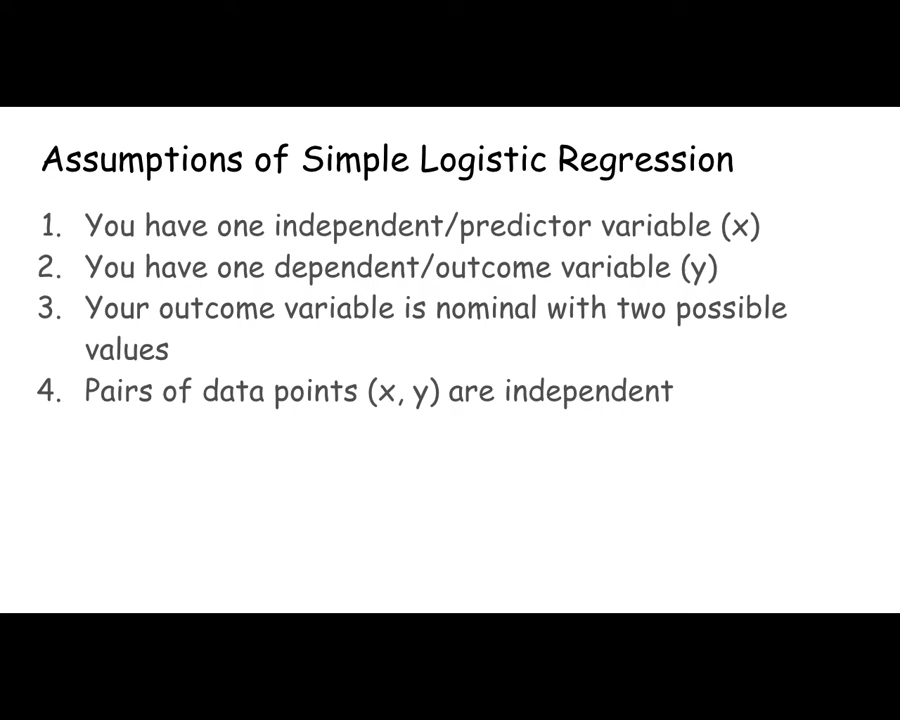 Assumptions of Simple Logistic Regression
1. You have one independent/predictor variable (x)
2. You have one dependent/outcome variable (y)
3. Your outcome variable is nominal with two possible
values
4. Pairs of data points (x, y) are independent